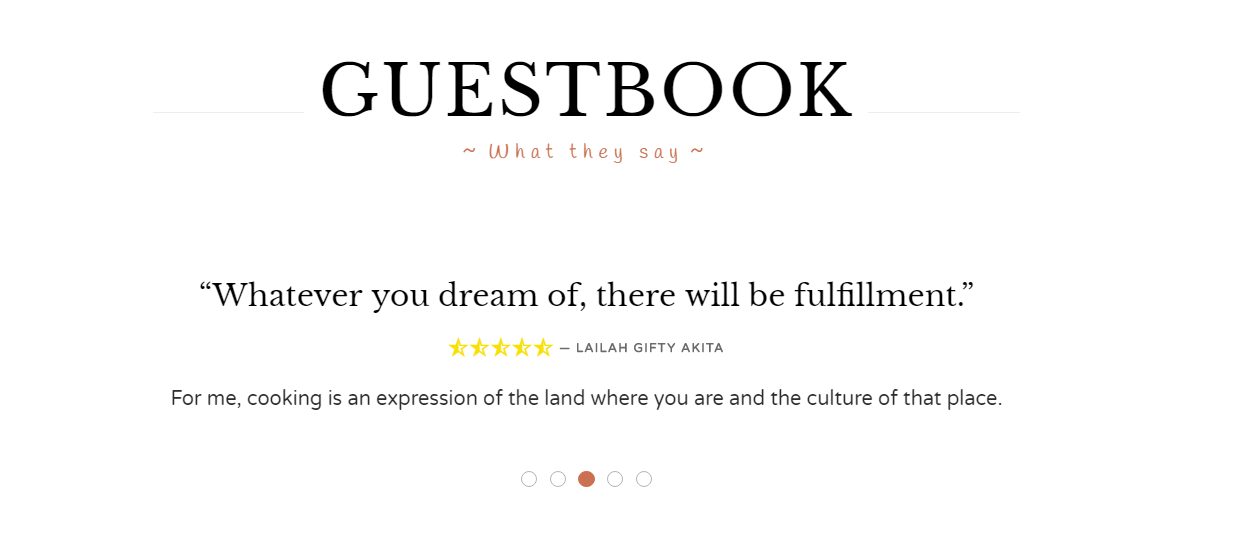 GUESTBOOK
~ What they say ~
“Whatever you dream of, there will be fulfillment.”
— LAILAH GIFTY AKITA
For me, cooking is an expression of the land where you are and the culture of that place.